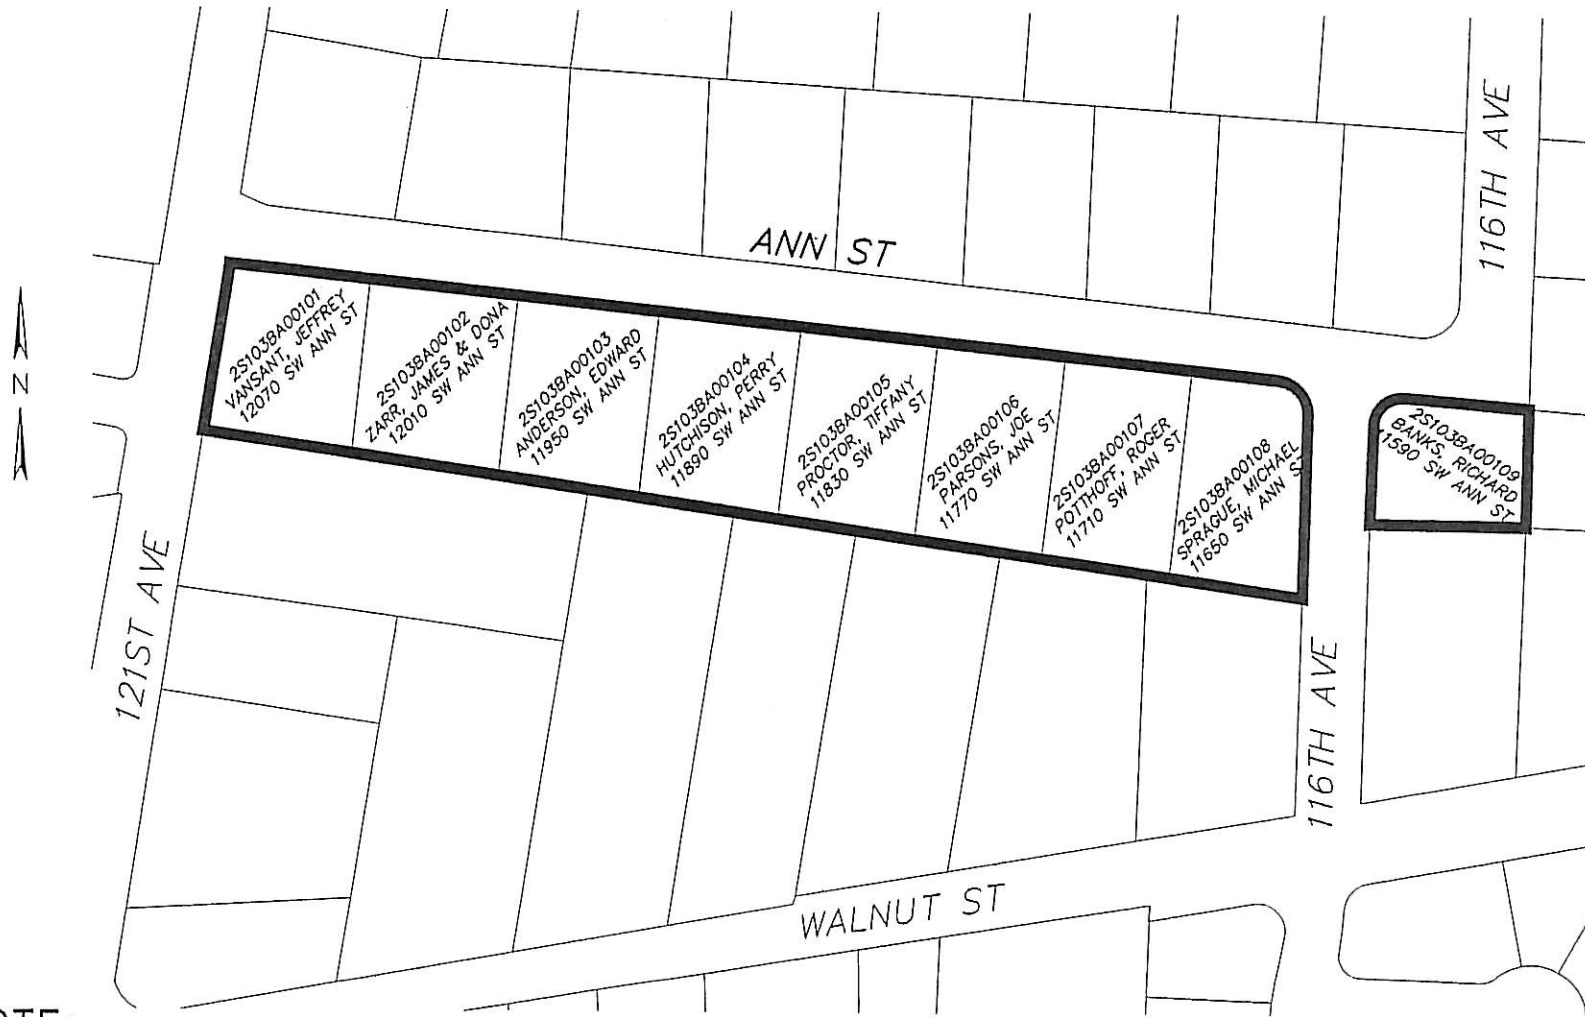 116TH AVE
ANN ST
2S103BA00101
VANSANT, JEFFREY
12070 SW ANN ST
2S103BA00102
ZARR, JAMES & DONA
12010 SW ANN ST
2S103BA00103
ANDERSON, EDWARD
11950 SW ANN ST
2S103BA00104
HUTCHISON, PERRY
11890 SW ANN ST
2S103BA00105
PROCTOR, TIFFANY
11830 SW ANN ST
2S103BA00106
PARSONS, JOE
11770 SW ANN ST
2S103BA00107
POTTHOFF, ROGER
11710 SW ANN ST
2S103BA00108
SPRAGUE, MICHAEL
11650 SW ANN ST
2S103BA00109
BANKS, RICHARD
11590 SW ANN ST
N
121ST AVE
116TH AVE
WALNUT ST